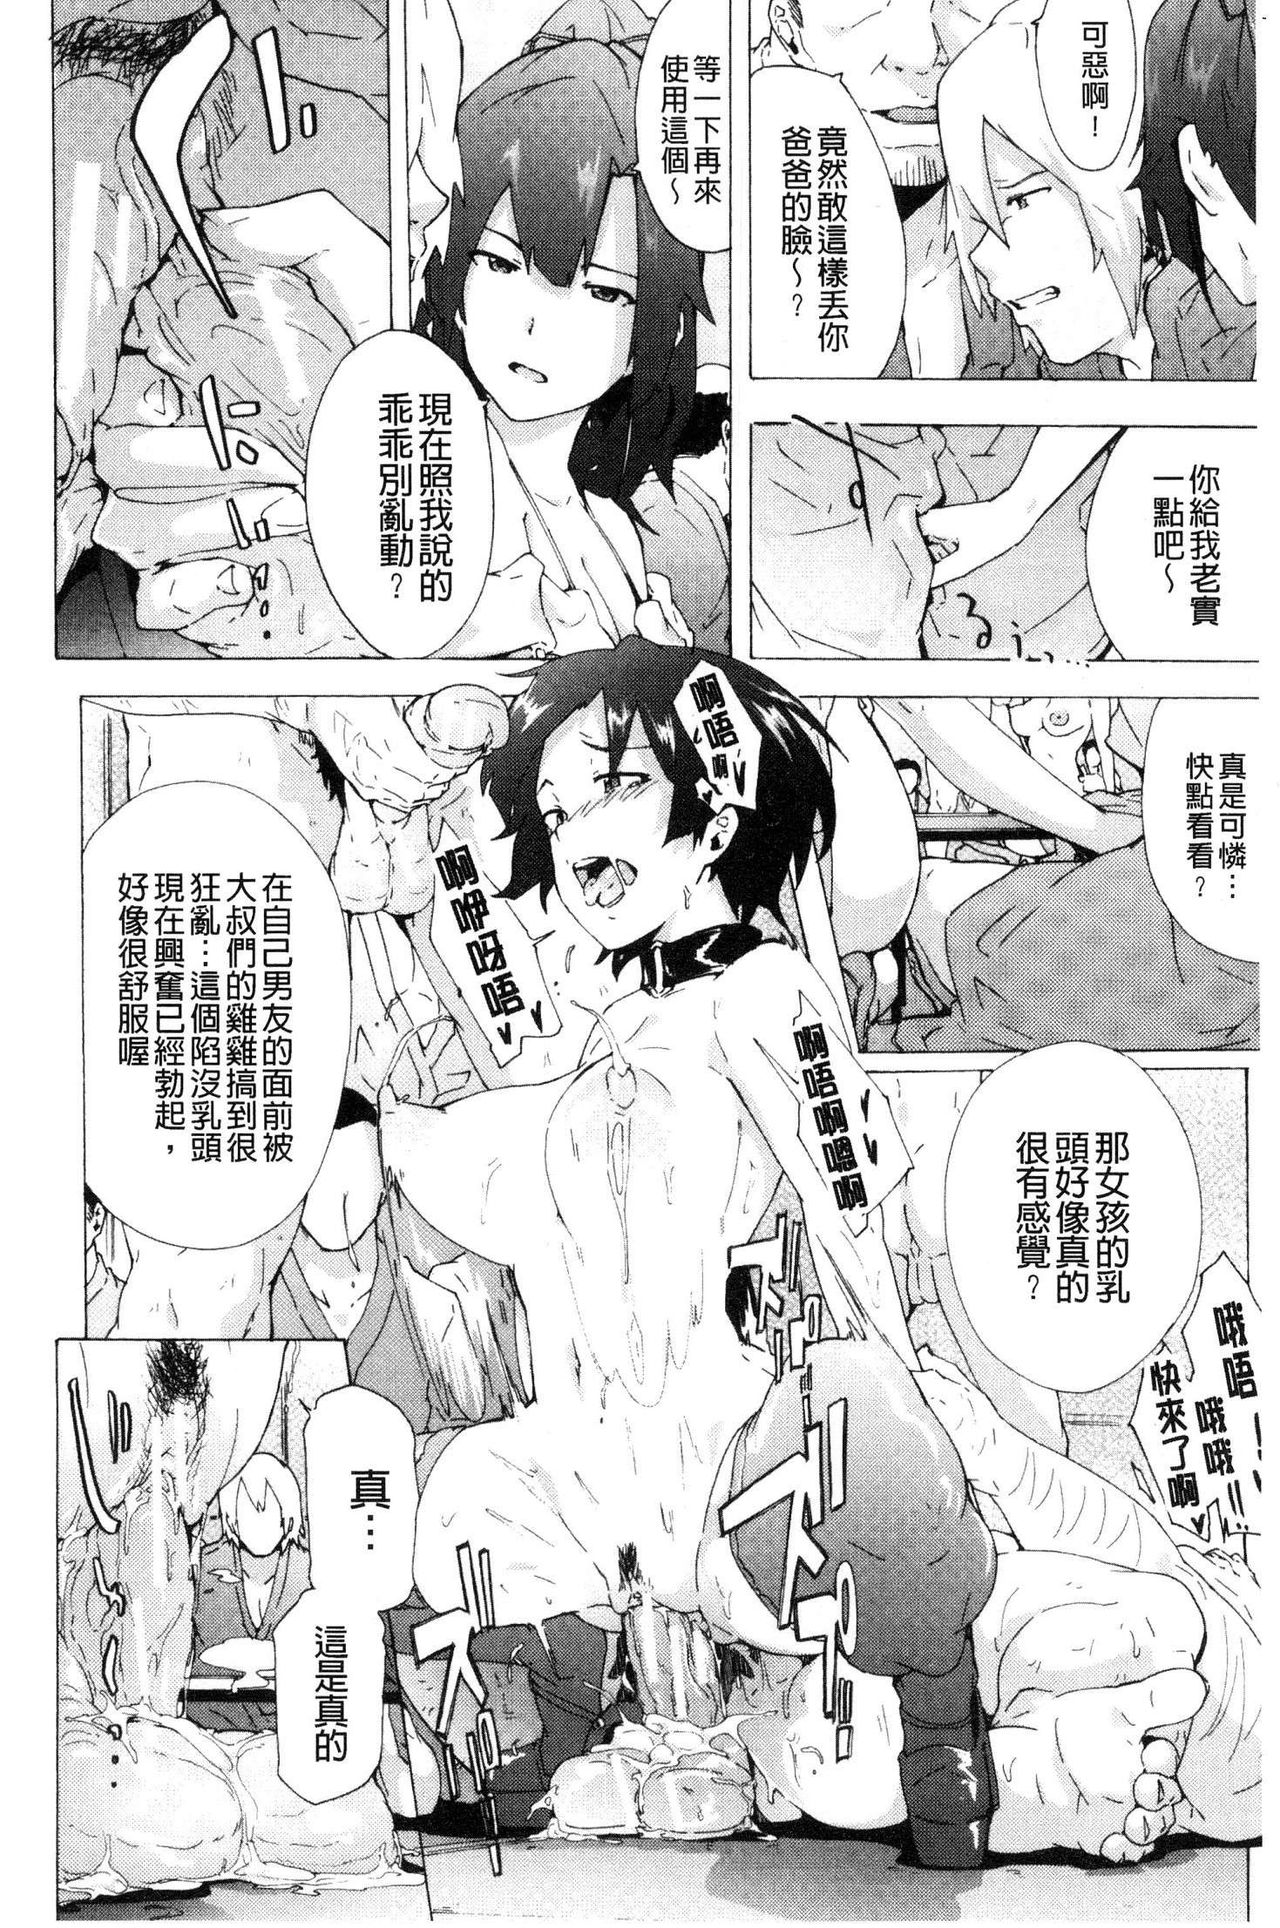 可惡啊！
竟然敢這樣丟你
爸爸的臉～？
等一下再來
使用這個～
現在照我說的
乖乖別亂動？
你給我老實
一點吧～
真是可憐…
快點看看？
啊唔啊
啊咿呀唔
在自己男友的面前被
大叔們的雞雞搞到很
狂亂…這個陷沒乳頭
現在興奮已經勃起，
好像很舒服喔
那女孩的乳
頭好像真的
很有感覺？
哦唔
哦哦！！
快來了啊
真…
這是真的